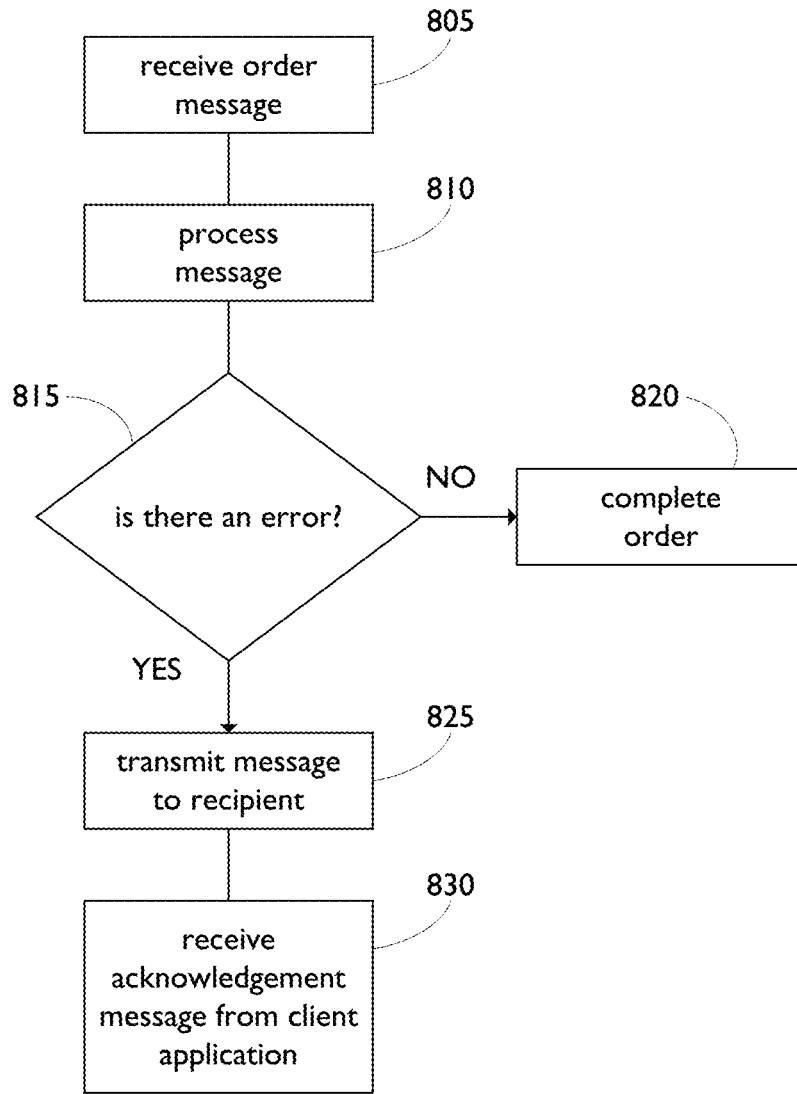 805
receive order
message
810
process
message
815
is there an error?
NO
820
complete
order
YES
825
transmit message
to recipient
830
receive
acknowledgement
message from client
application